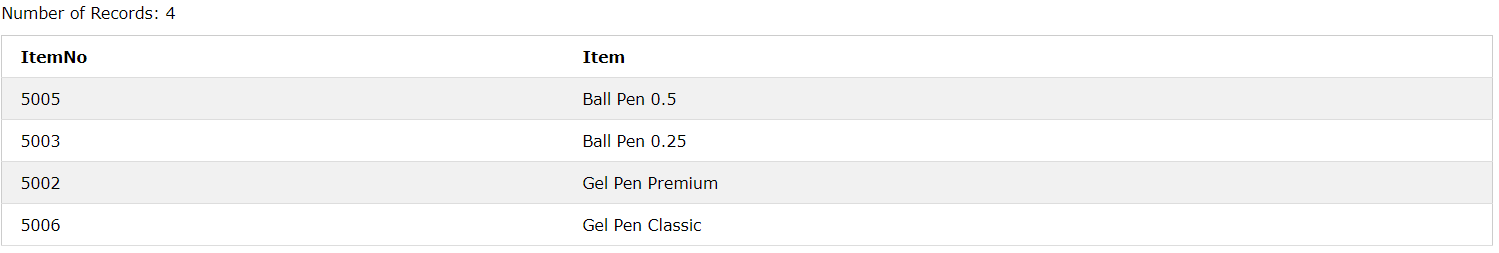 Number of Records: 4
ItemNo Item
5005 Ball Pen 0.5
5003 Ball Pen 0.25
5002 Gel Pen Premium
5006 Gel Pen Classic